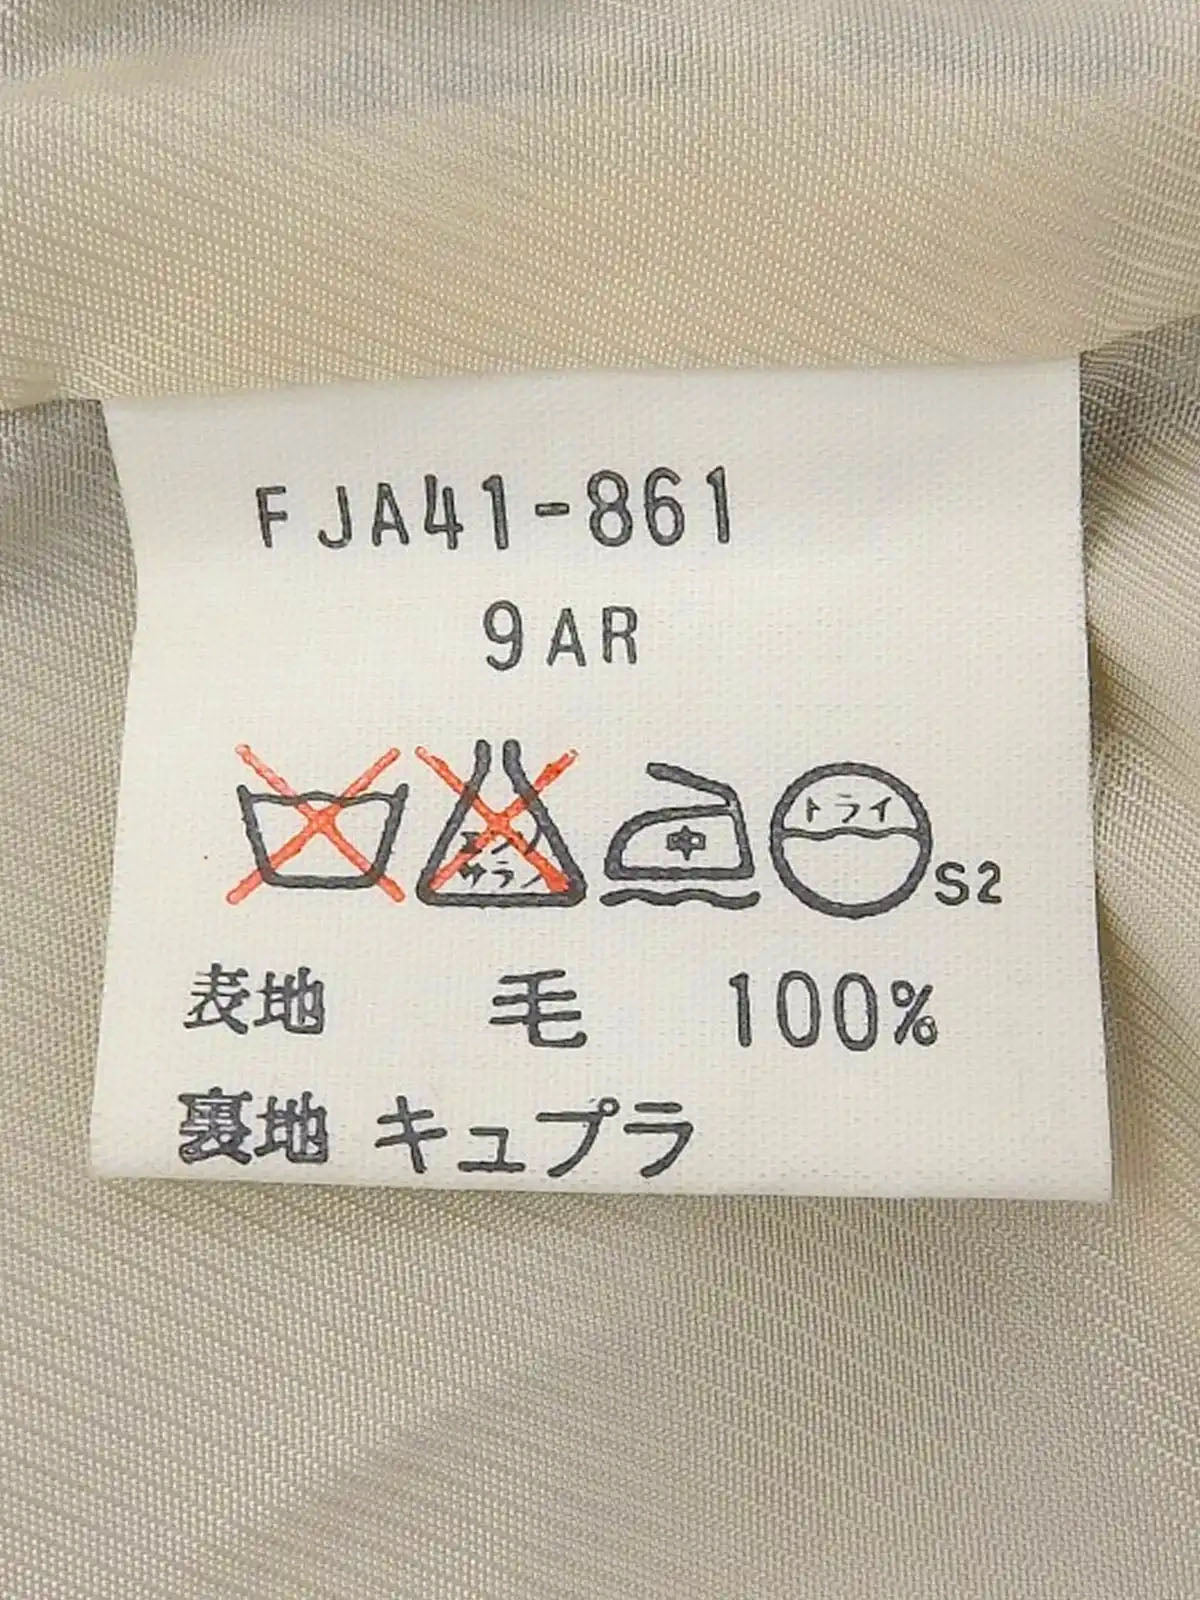 FJA41-861
9AR
エンソ
サラシ
中
ドライ
S2
表地 毛 100%
裏地 キュプラ